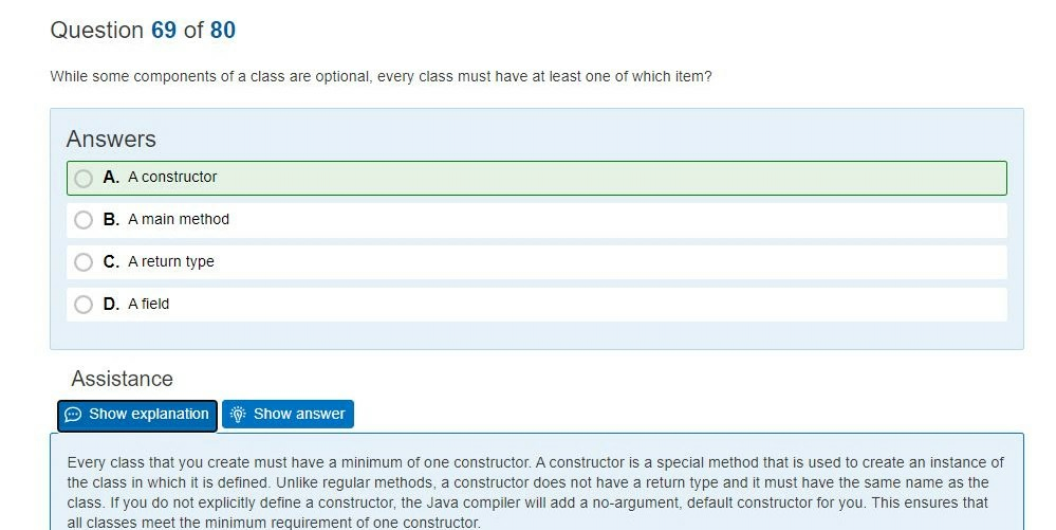 Question 69 of 80
While some components of a class are optional, every class must have at least one of which item?
Answers
A. A constructor
B. A main method
C. A return type
D. A field
Assistance
Show explanation Show answer
Every class that you create must have a minimum of one constructor. A constructor is a special method that is used to create an instance of
the class in which it is defined. Unlike regular methods, a constructor does not have a return type and it must have the same name as the
class. If you do not explicitly define a constructor, the Java compiler will add a no-argument, default constructor for you. This ensures that
all classes meet the minimum requirement of one constructor.